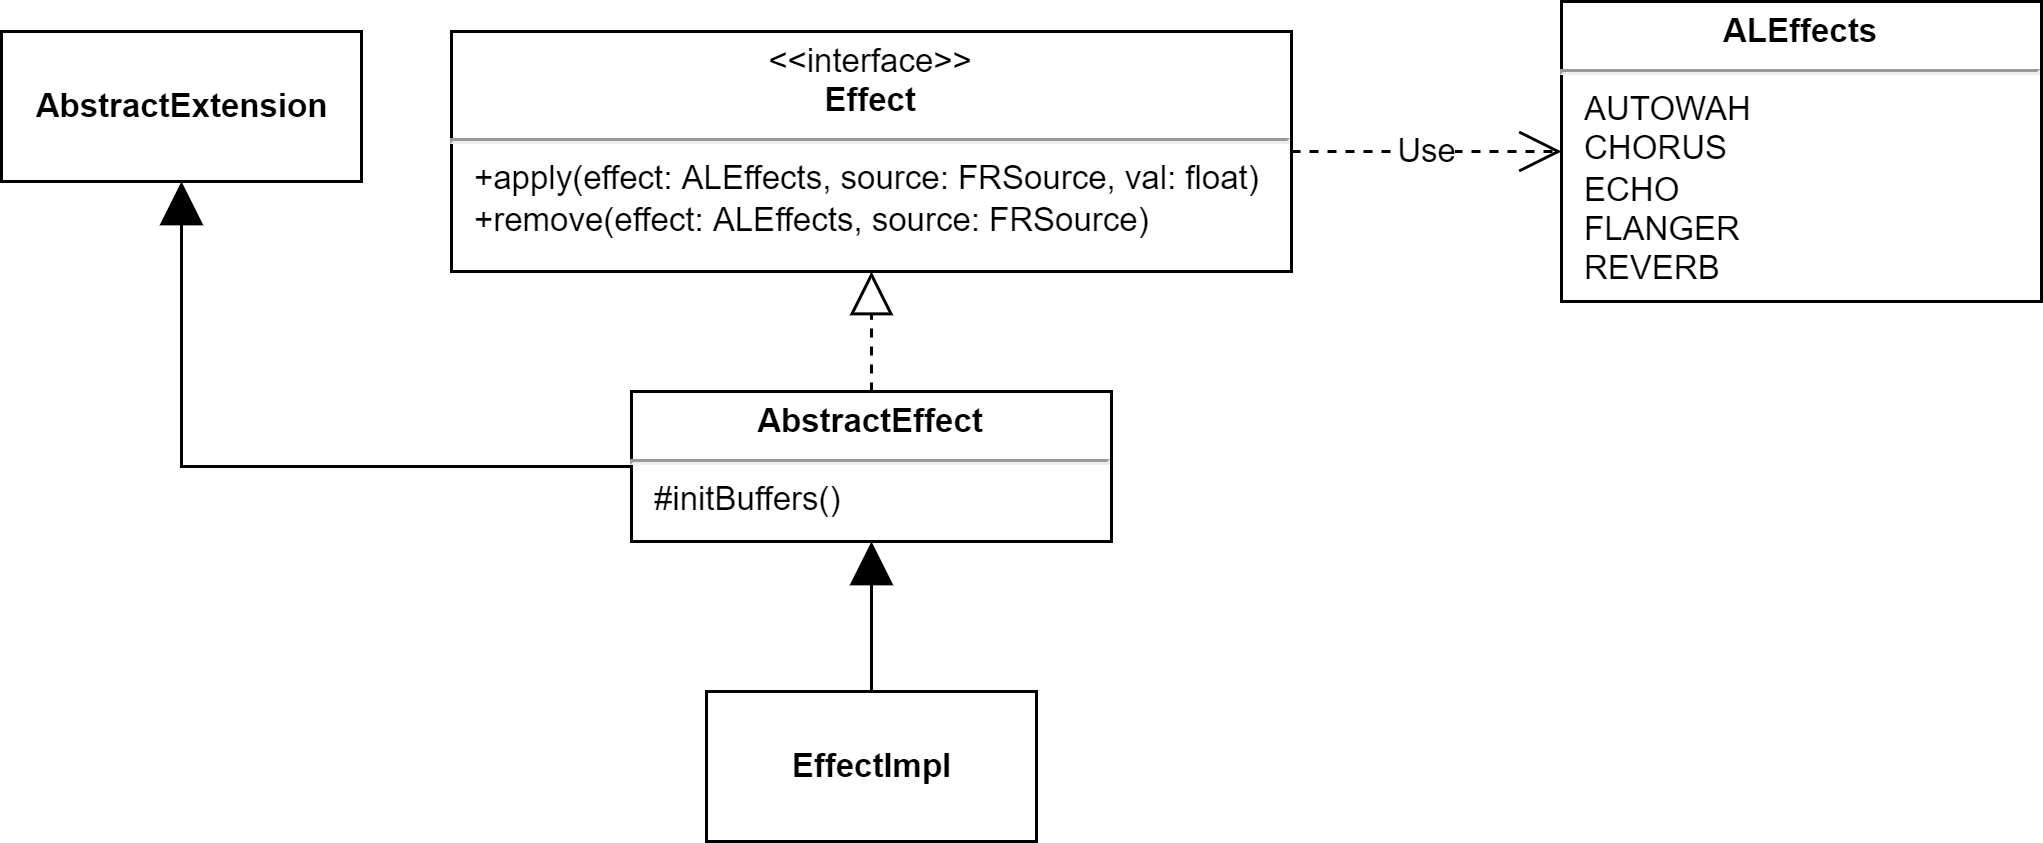 AbstractExtension
<<interface>>
Effect
+apply(effect: ALEffects, source: FRSource, val: float)
+remove(effect: ALEffects, source: FRSource)
Use
ALEffects
AUTOWAH
CHORUS
ECHO
FLANGER
REVERB
AbstractEffect
#initBuffers()
EffectImpl